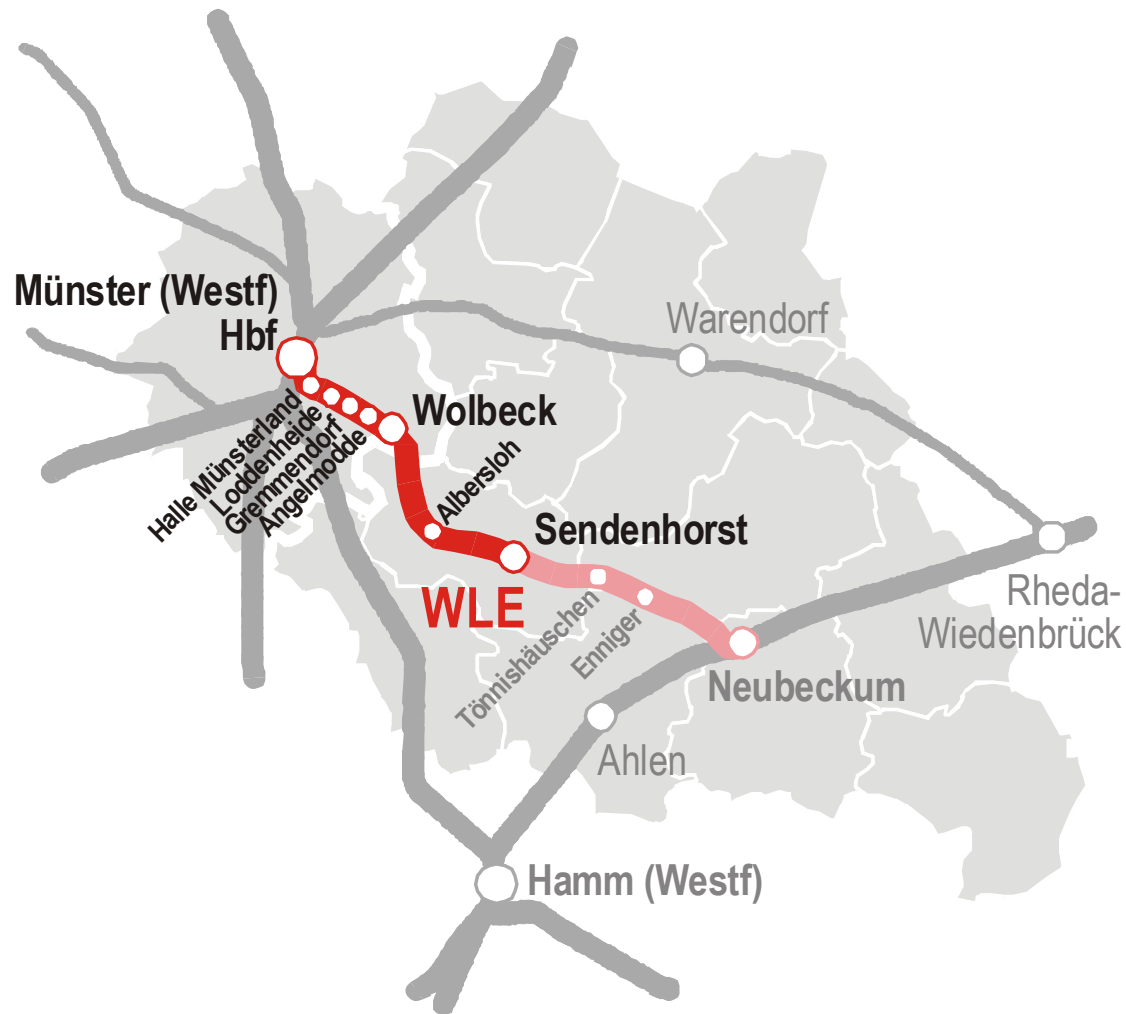 Münster (Westf)
Hbf
Warendorf
Wolbeck
Halle Münsterland
Loddenheide
Gremmendorf
Angelmodde
Albersloh
Sendenhorst
WLE
Rheda-
Wiedenbrück
Tönnishäuschen
Enniger
Neubeckum
Ahlen
Hamm (Westf)